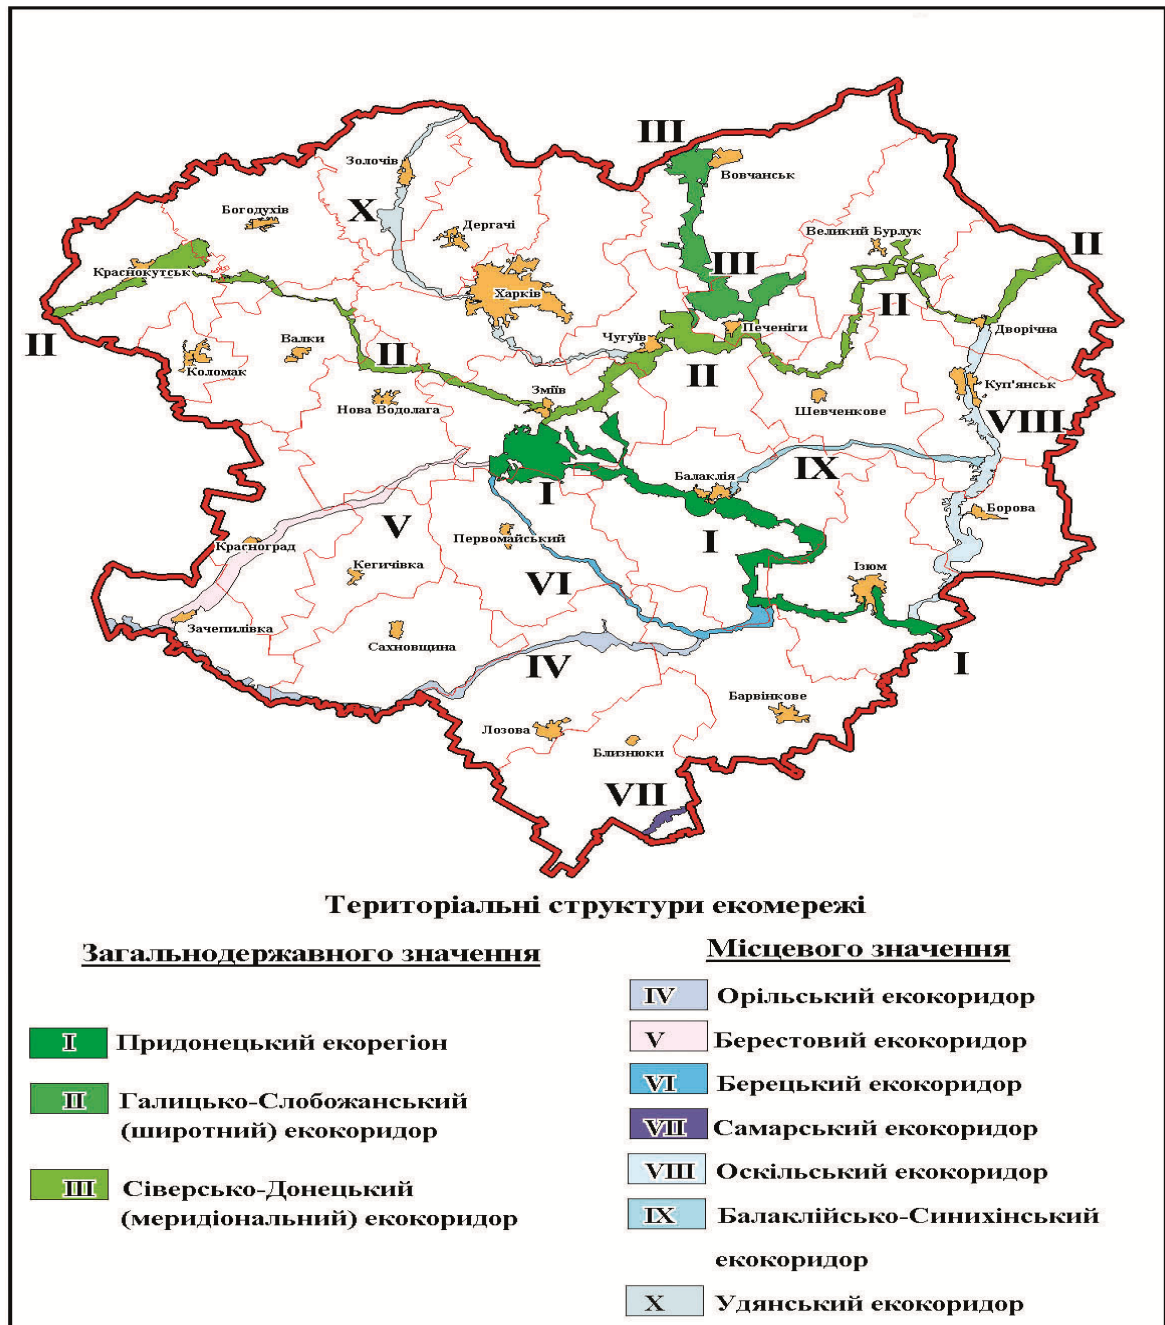 III
Вовчанськ
Золочів
X
Богодухів
Дергачі
Великий Бурлук
II
III
Краснокутськ
Харків
II
Дворічна
II
Чугуїв
Печеніги
Валки
Коломак
II
II
Куп'янськ
Нова Водолага
Зміїв
Шевченкове
VIII
IX
Балаклія
I
V
Борова
Красноград
Первомайський
I
Кегичівка
VI
Ізюм
Зачепилівка
Сахновщина
IV
I
Барвінкове
Лозова
Близнюки
VII
Територіальні структури екомережі
Загальнодержавного значення
I Придонецький екорегіон
II Галицько-Слобожанський
(широтний) екокоридор
III Сіверсько-Донецький
(меридіональний) екокоридор
Місцевого значення
IV Орільський екокоридор
V Берестовий екокоридор
VI Берецький екокоридор
VII Самарський екокоридор
VIII Оскільський екокоридор
IX Балаклійсько-Синихінський
екокоридор
X Удянський екокоридор